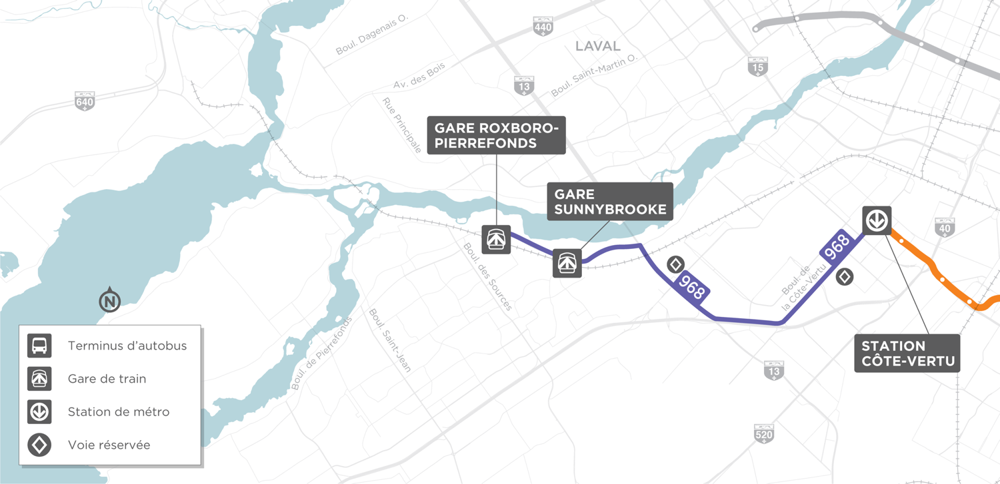 Boul. Dagenais O.
440
LAVAL
15
Boul. Saint-Martin O.
Av. des Bois
13
640
Rue Principale
GARE ROXBORO-
PIERREFONDS
GARE
SUNNYBROOKE
40
968
968
Boul. des Sources
Boul. de
la Côte-Vertu
N
Boul. Saint-Jean
Boul. de Pierrefonds
STATION
CÔTE-VERTU
13
520
Terminus d'autobus
Gare de train
Station de métro
Voie réservée